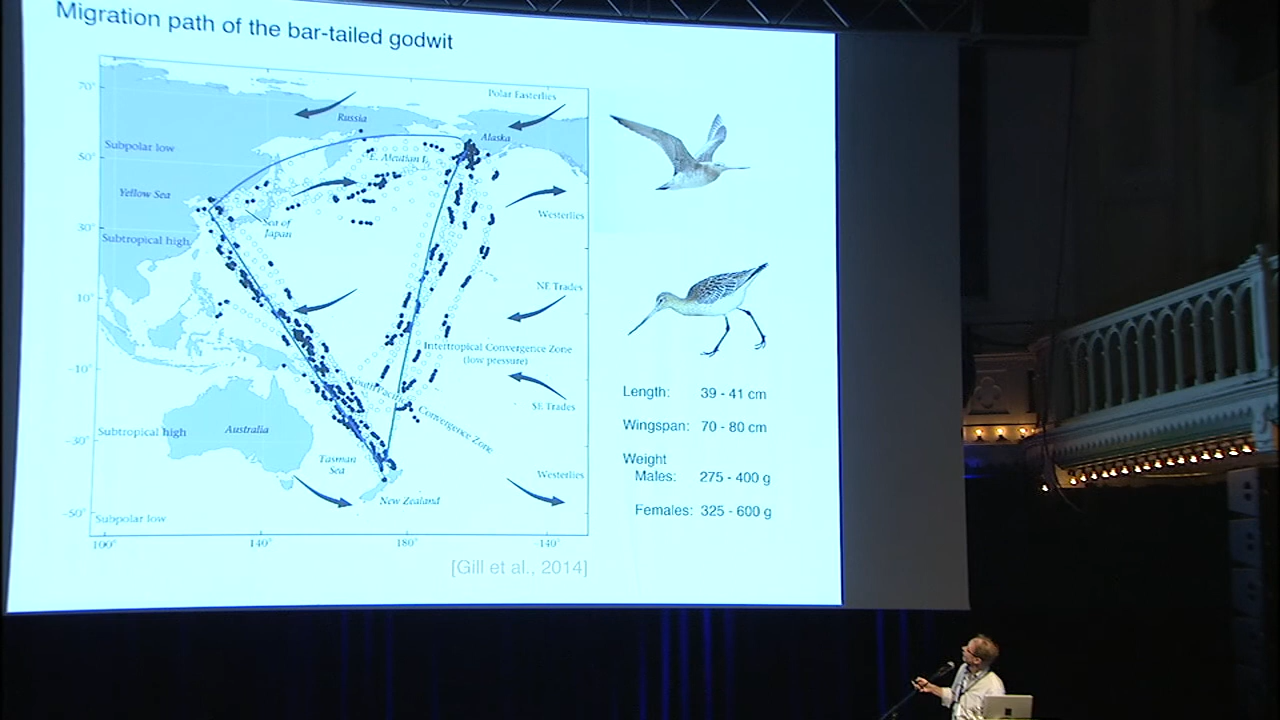 Migration path of the bar-tailed godwit
70°
Polar Easterlies
Russia
Alaska
Subpolar low
50°
E. Aleutian I.
Yellow Sea
Westerlies
Sea of
Japan
30°
Subtropical high
NE Trades
10°
Intertropical Convergence Zone
(low pressure)
-10°
South Pacific Convergence Zone
SE Trades
Subtropical high
Australia
-30°
Tasman
Sea
Westerlies
New Zealand
-50°
Subpolar low
100°
140°
180°
-140°
[Gill et al., 2014]
Length: 39 - 41 cm
Wingspan: 70 - 80 cm
Weight
Males: 275 - 400 g
Females: 325 - 600 g